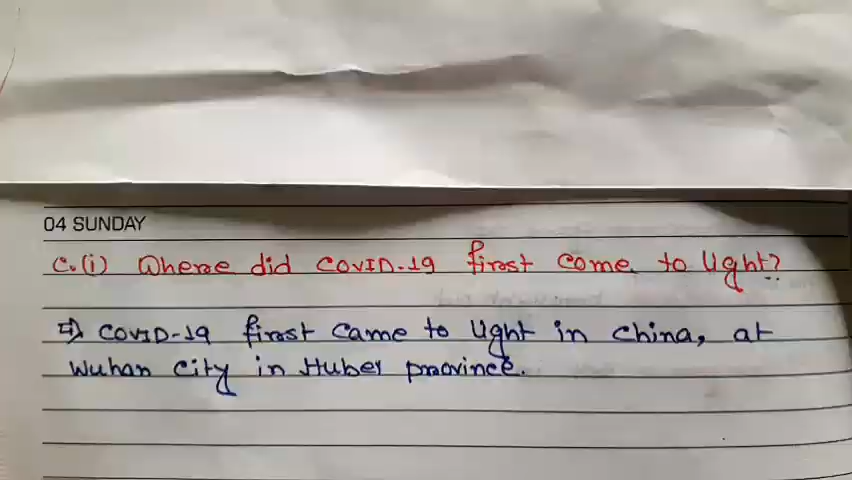 04 SUNDAY
C.(i) Where did COVID-19 first come to light?
⇒ COVID-19 first came to light in China, at
Wuhan city in Hubei province.